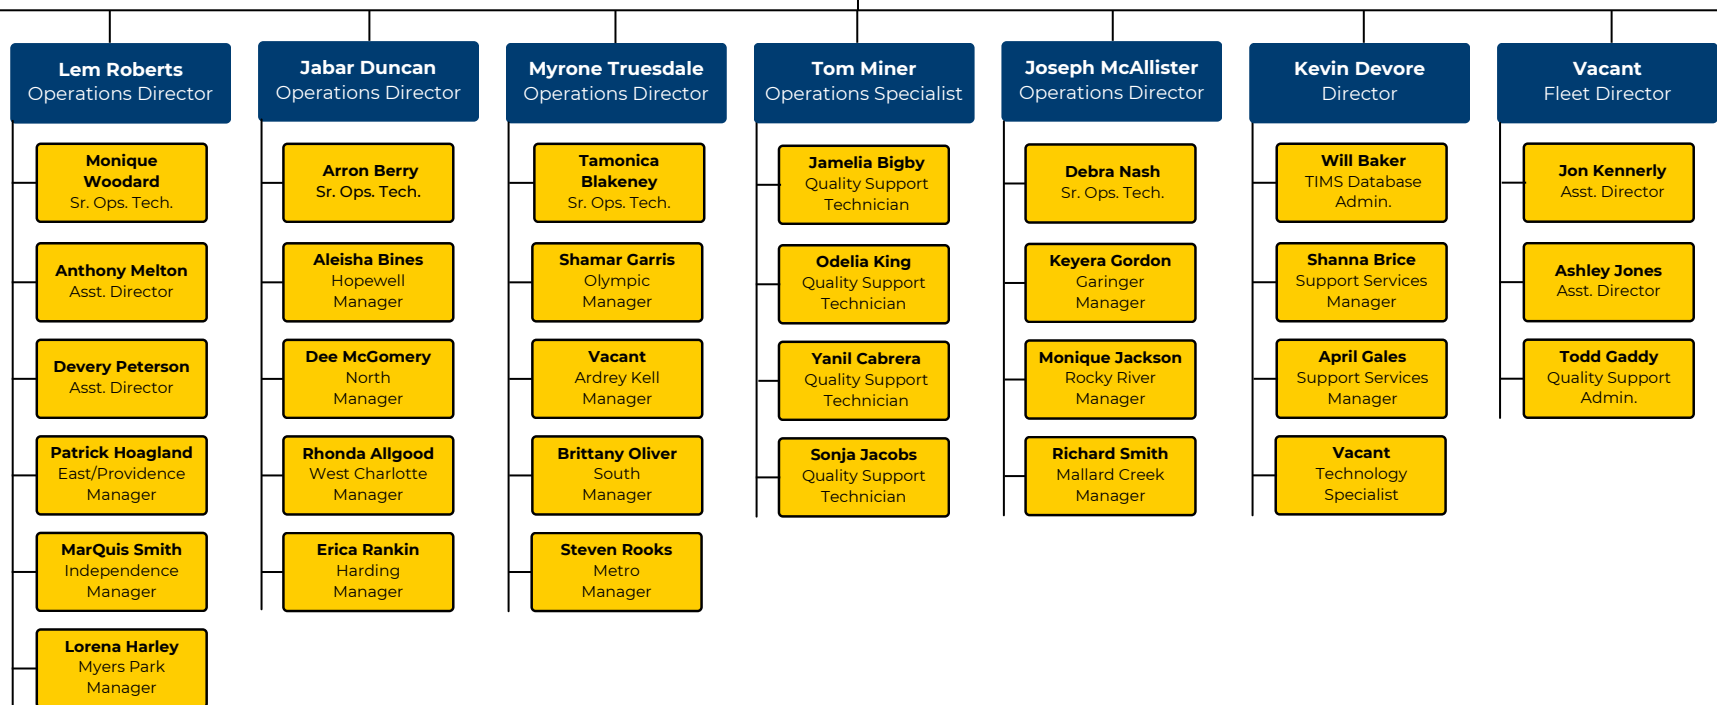 Lem Roberts
Operations Director
Monique
Woodard
Sr. Ops. Tech.
Anthony Melton
Asst. Director
Devery Peterson
Asst. Director
Patrick Hoagland
East/Providence
Manager
MarQuis Smith
Independence
Manager
Lorena Harley
Myers Park
Manager
Jabar Duncan
Operations Director
Arron Berry
Sr. Ops. Tech.
Aleisha Bines
Hopewell
Manager
Dee McGomery
North
Manager
Rhonda Allgood
West Charlotte
Manager
Erica Rankin
Harding
Manager
Myrone Truesdale
Operations Director
Tamonica
Blakeney
Sr. Ops. Tech.
Shamar Garris
Olympic
Manager
Vacant
Ardrey Kell
Manager
Brittany Oliver
South
Manager
Steven Rooks
Metro
Manager
Tom Miner
Operations Specialist
Jamelia Bigby
Quality Support
Technician
Odelia King
Quality Support
Technician
Yanil Cabrera
Quality Support
Technician
Sonja Jacobs
Quality Support
Technician
Joseph McAllister
Operations Director
Debra Nash
Sr. Ops. Tech.
Keyera Gordon
Garinger
Manager
Monique Jackson
Rocky River
Manager
Richard Smith
Mallard Creek
Manager
Kevin Devore
Director
Will Baker
TIMS Database
Admin.
Shanna Brice
Support Services
Manager
April Gales
Support Services
Manager
Vacant
Technology
Specialist
Vacant
Fleet Director
Jon Kennerly
Asst. Director
Ashley Jones
Asst. Director
Todd Gaddy
Quality Support
Admin.